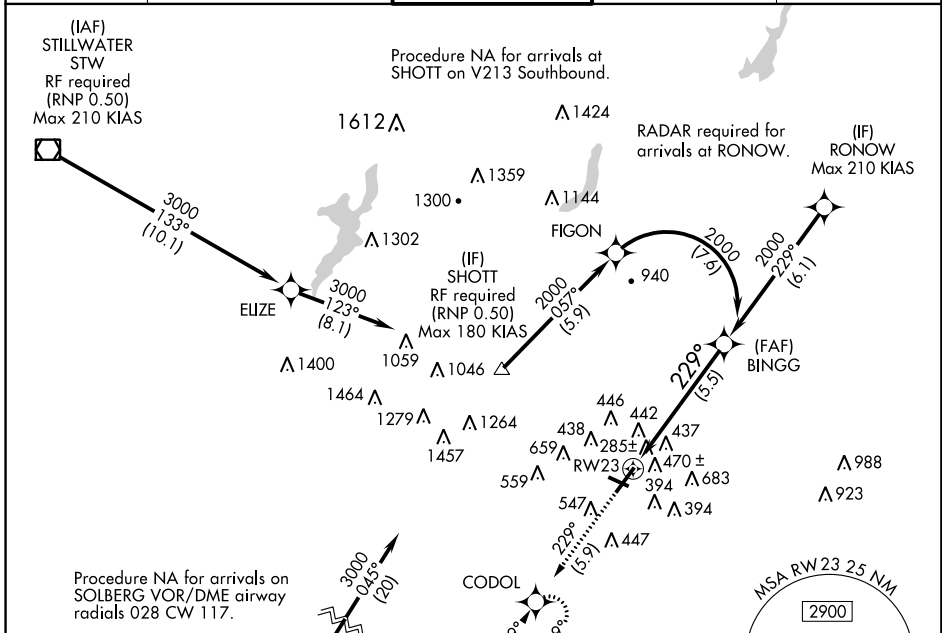 (IAF)
STILLWATER
STW
RF required
(RNP 0.50)
Max 210 KIAS
Procedure NA for arrivals at
SHOTT on V213 Southbound.
1612
1424
RADAR required for
arrivals at RONOW.
(IF)
RONOW
Max 210 KIAS
1359
1300
1144
3000
133°
(10.1)
1302
FIGON
2000
(7.6)
2000
229°
(6.1)
940
(IF)
SHOTT
RF required
(RNP 0.50)
Max 180 KIAS
2000
057°
(5.9)
ELIZE
3000
123°
(8.1)
1059
1046
1400
(FAF)
BINGG
229°
(5.5)
1464
1279
1264
1457
446
442
438
285±
437
659
RW23
470 ±
559
683
394
547
394
988
923
447
229°
(5.9)
3000
045°
(20)
CODOL
Procedure NA for arrivals on
SOLBERG VOR/DME airway
radials 028 CW 117.
MSA RW 23 25 NM
2900